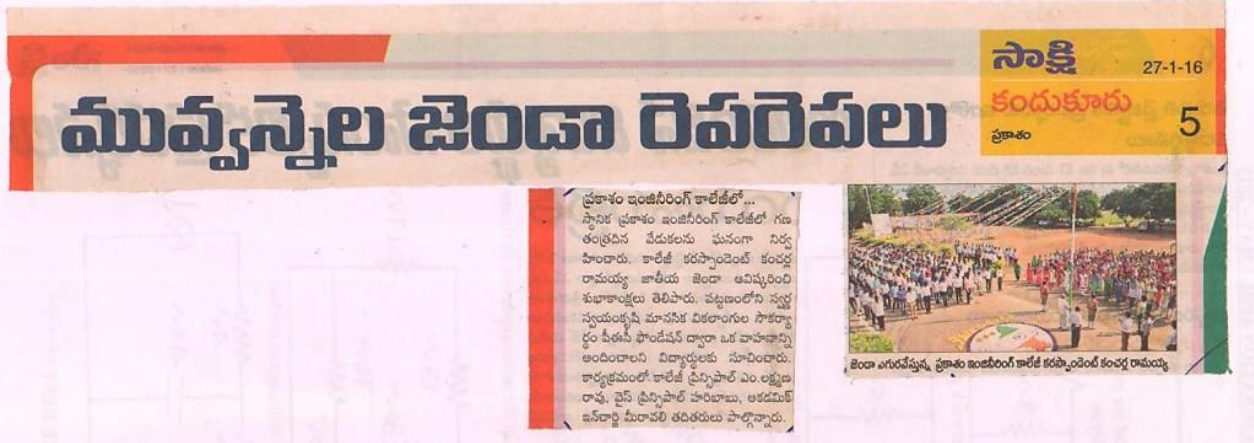 సాక్షి
27-1-16
కందుకూరు
ప్రకాశం
5
మువ్వన్నెల జెండా రెపరెపలు
ప్రకాశం ఇంజినీరింగ్ కాలేజీలో...
స్థానిక ప్రకాశం ఇంజినీరింగ్ కాలేజీలో గణ
తంత్రదిన వేడుకలను ఘనంగా నిర్వ
హించారు. కాలేజీ కరస్పాండెంట్ కంచర్ల
రామయ్య జాతీయ జెండా ఆవిష్కరించి
శుభాకాంక్షలు తెలిపారు. పట్టణంలోని స్వర్ణ
స్వయంకృషి మానసిక వికలాంగుల సౌకర్యా
ర్థం పీఈసీ ఫౌండేషన్ ద్వారా ఒక వాహనాన్ని
అందించాలని విద్యార్థులకు సూచించారు.
కార్యక్రమంలో కాలేజీ ప్రిన్సిపాల్ ఎం.లక్ష్మణ
రావు, వైస్ ప్రిన్సిపాల్ హరిబాబు, అకడమిక్
ఇన్‌చార్జి మీరావలి తదితరులు పాల్గొన్నారు.
జెండా ఎగురవేస్తున్న ప్రకాశం ఇంజినీరింగ్ కాలేజీ కరస్పాండెంట్ కంచర్ల రామయ్య